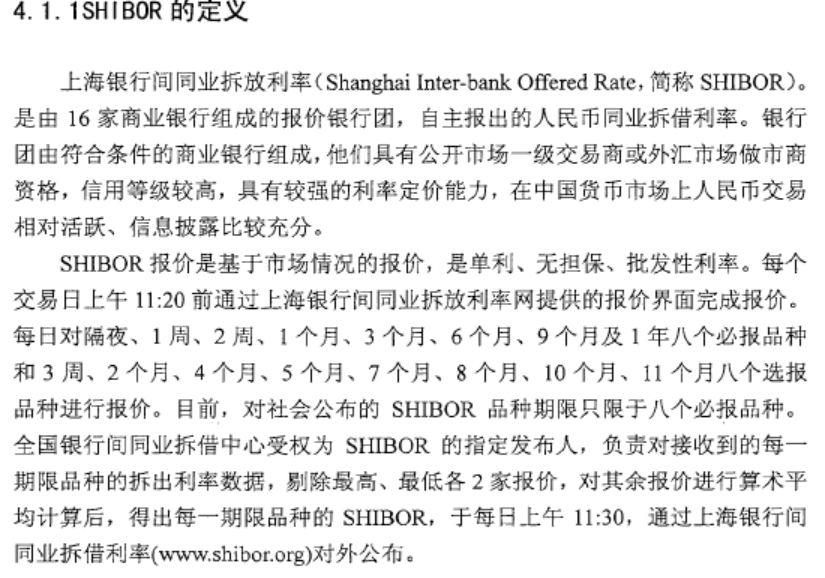 4.1.1SHIBOR 的定义
上海银行间同业拆放利率（Shanghai Inter-bank Offered Rate，简称 SHIBOR）。
是由 16 家商业银行组成的报价银行团，自主报出的人民币同业拆借利率。银行
团由符合条件的商业银行组成，他们具有公开市场一级交易商或外汇市场做市商
资格，信用等级较高，具有较强的利率定价能力，在中国货币市场上人民币交易
相对活跃、信息披露比较充分。
SHIBOR 报价是基于市场情况的报价，是单利、无担保、批发性利率。每个
交易日上午 11:20 前通过上海银行间同业拆放利率网提供的报价界面完成报价。
每日对隔夜、1 周、2 周、1 个月、3 个月、6 个月、9 个月及 1 年八个必报品种
和 3 周、2 个月、4 个月、5 个月、7 个月、8 个月、10 个月、11 个月八个选报
品种进行报价。目前，对社会公布的 SHIBOR 品种期限只限于八个必报品种。
全国银行间同业拆借中心受权为 SHIBOR 的指定发布人，负责对接收到的每一
期限品种的拆出利率数据，剔除最高、最低各 2 家报价，对其余报价进行算术平
均计算后，得出每一期限品种的 SHIBOR，于每日上午 11:30，通过上海银行间
同业拆借利率(www.shibor.org)对外公布。